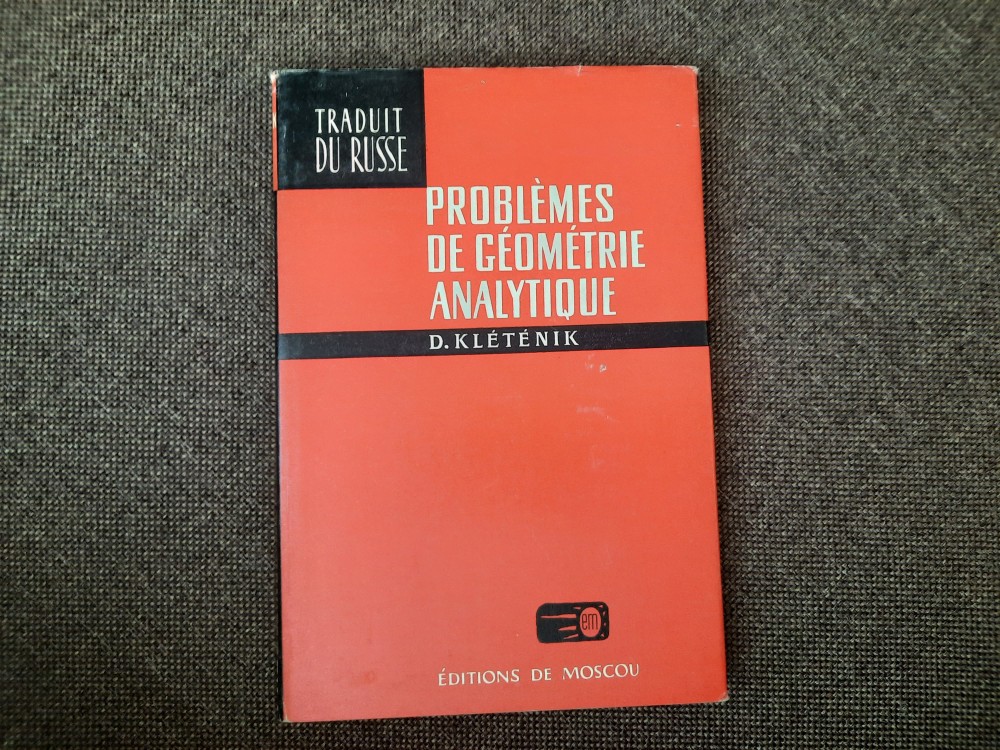 TRADUIT
DU RUSSE
PROBLÈMES
DE GÉOMÉTRIE
ANALYTIQUE
D. KLÉTÉNIK
em
ÉDITIONS DE MOSCOU